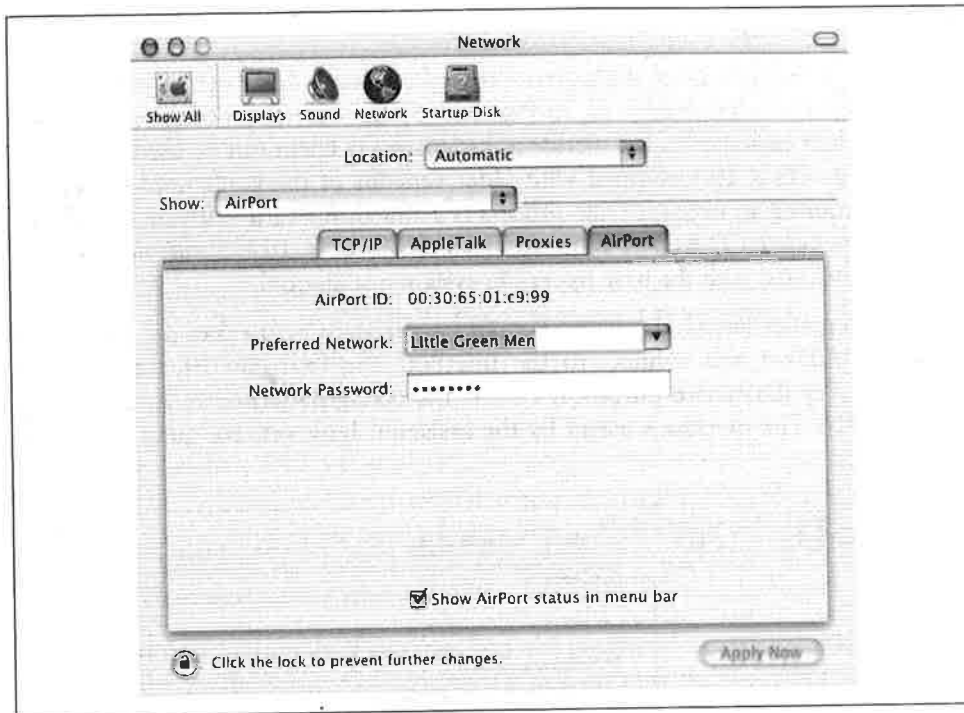 Network
Show All
Displays Sound Network Startup Disk
Location: Automatic
Show: AirPort
TCP/IP AppleTalk Proxies AirPort
AirPort ID: 00:30:65:01:c9:99
Preferred Network: Little Green Men
Network Password: ••••••••
Show AirPort status in menu bar
Click the lock to prevent further changes.
Apply Now